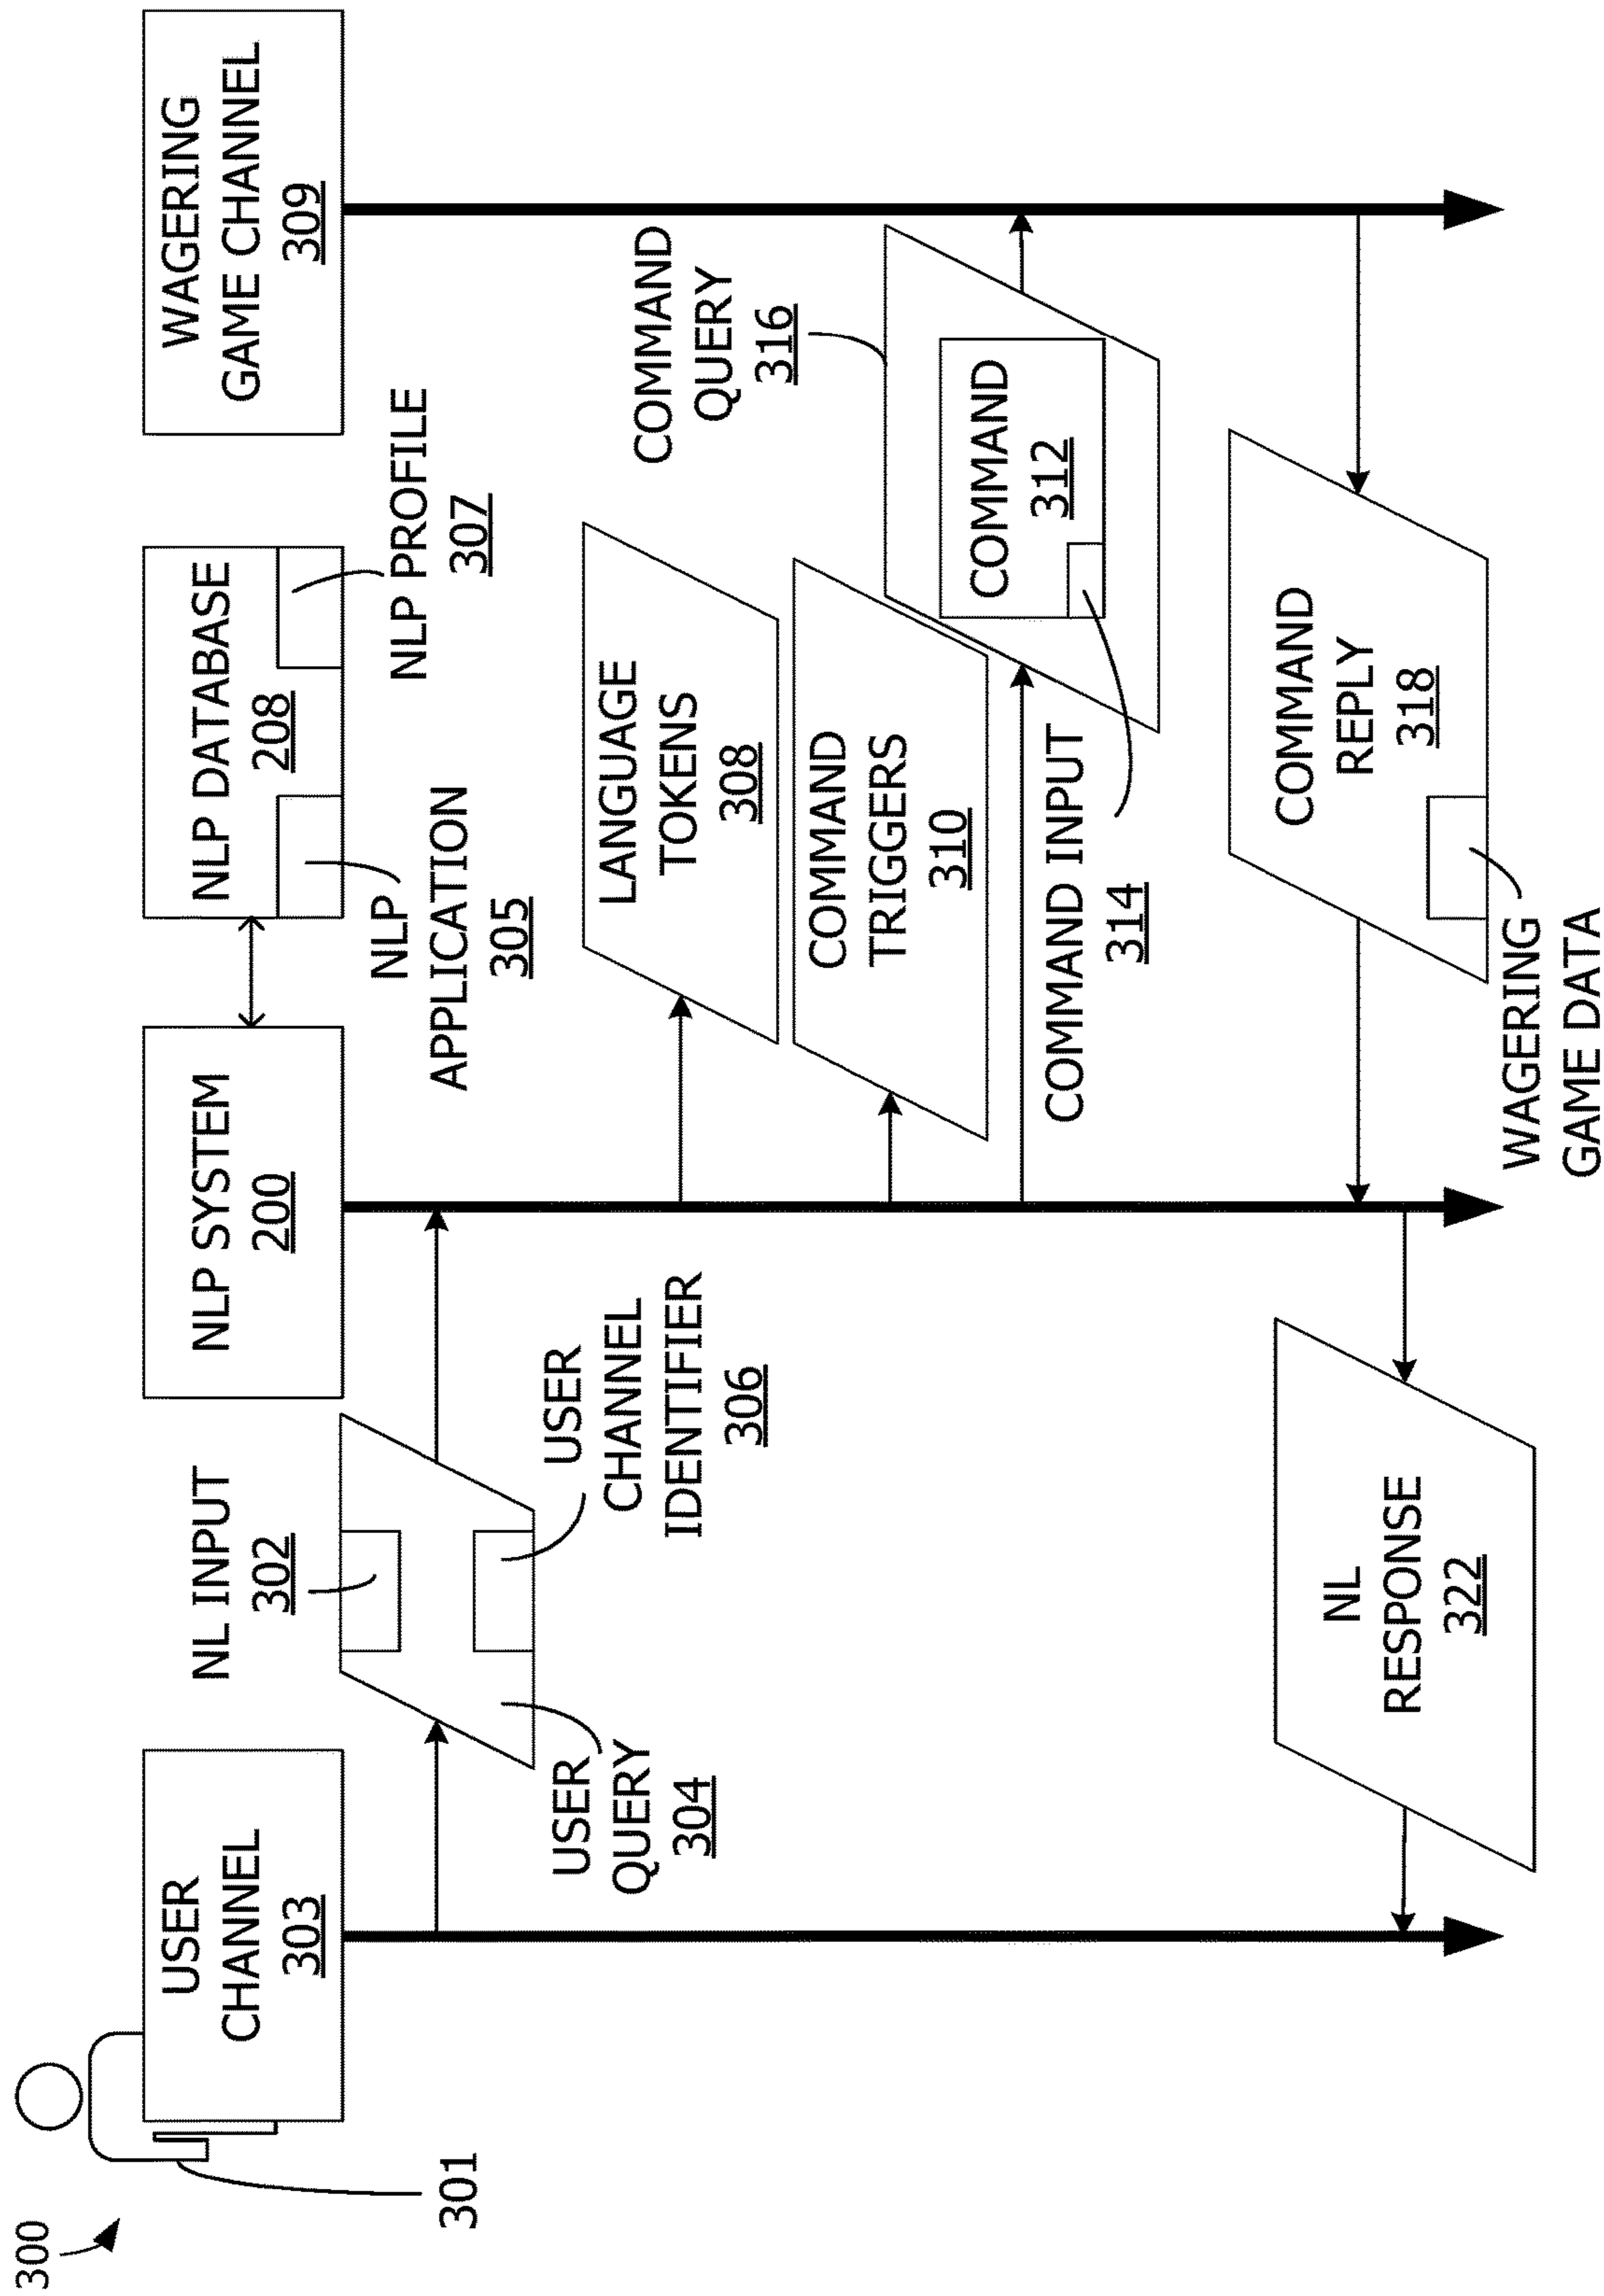 300
301
USER
CHANNEL
303
NL INPUT
302
NLP SYSTEM
200
NLP DATABASE
208
WAGERING
GAME CHANNEL
309
USER
QUERY
304
USER
CHANNEL
IDENTIFIER
306
NLP
APPLICATION
305
NLP PROFILE
307
LANGUAGE
TOKENS
308
COMMAND
TRIGGERS
310
COMMAND
QUERY
316
COMMAND
312
COMMAND INPUT
314
COMMAND
REPLY
318
WAGERING
GAME DATA
NL
RESPONSE
322